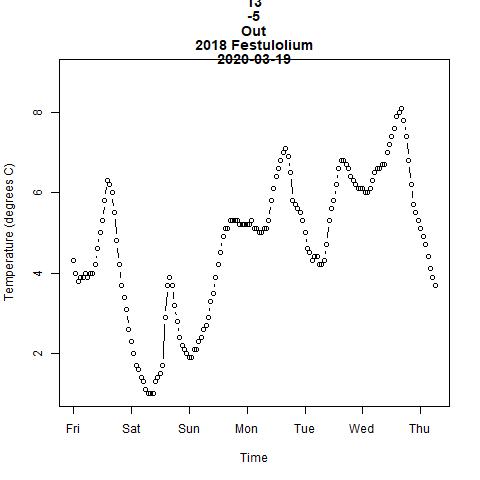 13
-5
Out
2018 Festulolium
2020-03-19
Temperature (degrees C)
8
6
4
2
Fri Sat Sun Mon Tue Wed Thu
Time